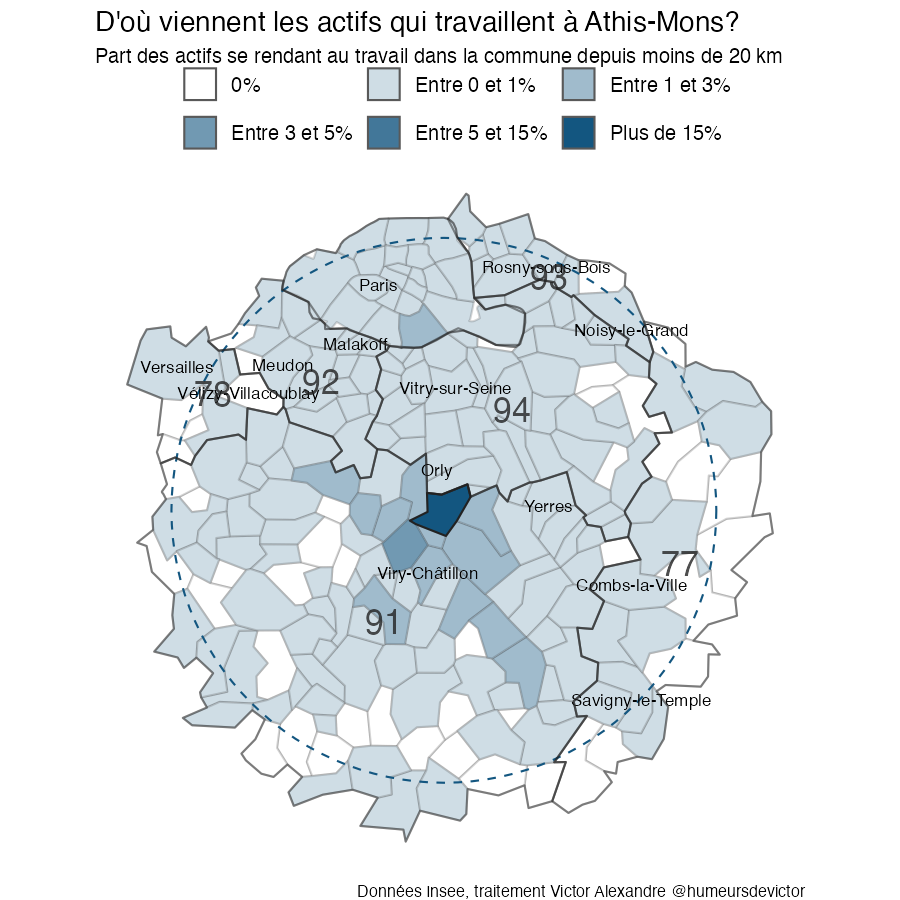 D'où viennent les actifs qui travaillent à Athis-Mons?
Part des actifs se rendant au travail dans la commune depuis moins de 20 km
0% Entre 0 et 1% Entre 1 et 3%
Entre 3 et 5% Entre 5 et 15% Plus de 15%
Rosny-sous-Bois
93
Paris
Noisy-le-Grand
Malakoff
Versailles
Meudon
92
Vitry-sur-Seine
78
Vélizy-Villacoublay
94
Orly
Yerres
77
Viry-Châtillon
Combs-la-Ville
91
Savigny-le-Temple
Données Insee, traitement Victor Alexandre @humeursdevictor